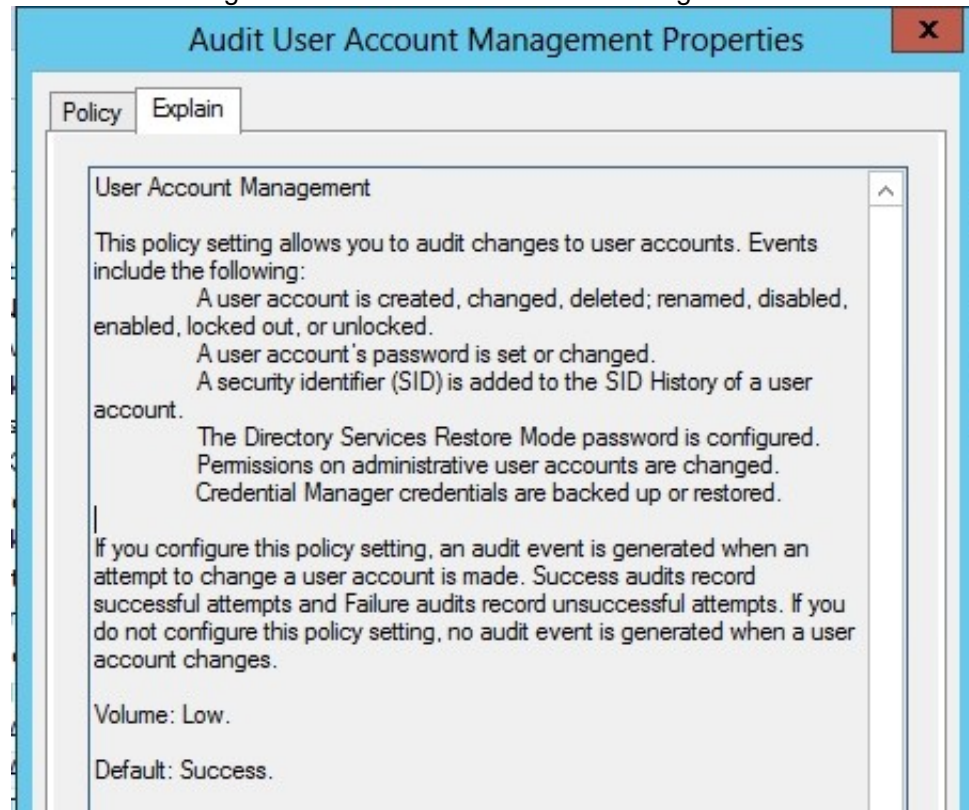 Audit User Account Management Properties
x
Policy
Explain
User Account Management
This policy setting allows you to audit changes to user accounts. Events
include the following:
A user account is created, changed, deleted; renamed, disabled,
enabled, locked out, or unlocked.
A user account's password is set or changed.
A security identifier (SID) is added to the SID History of a user
account.
The Directory Services Restore Mode password is configured.
Permissions on administrative user accounts are changed.
Credential Manager credentials are backed up or restored.
If you configure this policy setting, an audit event is generated when an
attempt to change a user account is made. Success audits record
successful attempts and Failure audits record unsuccessful attempts. If you
do not configure this policy setting, no audit event is generated when a user
account changes.
Volume: Low.
Default: Success.